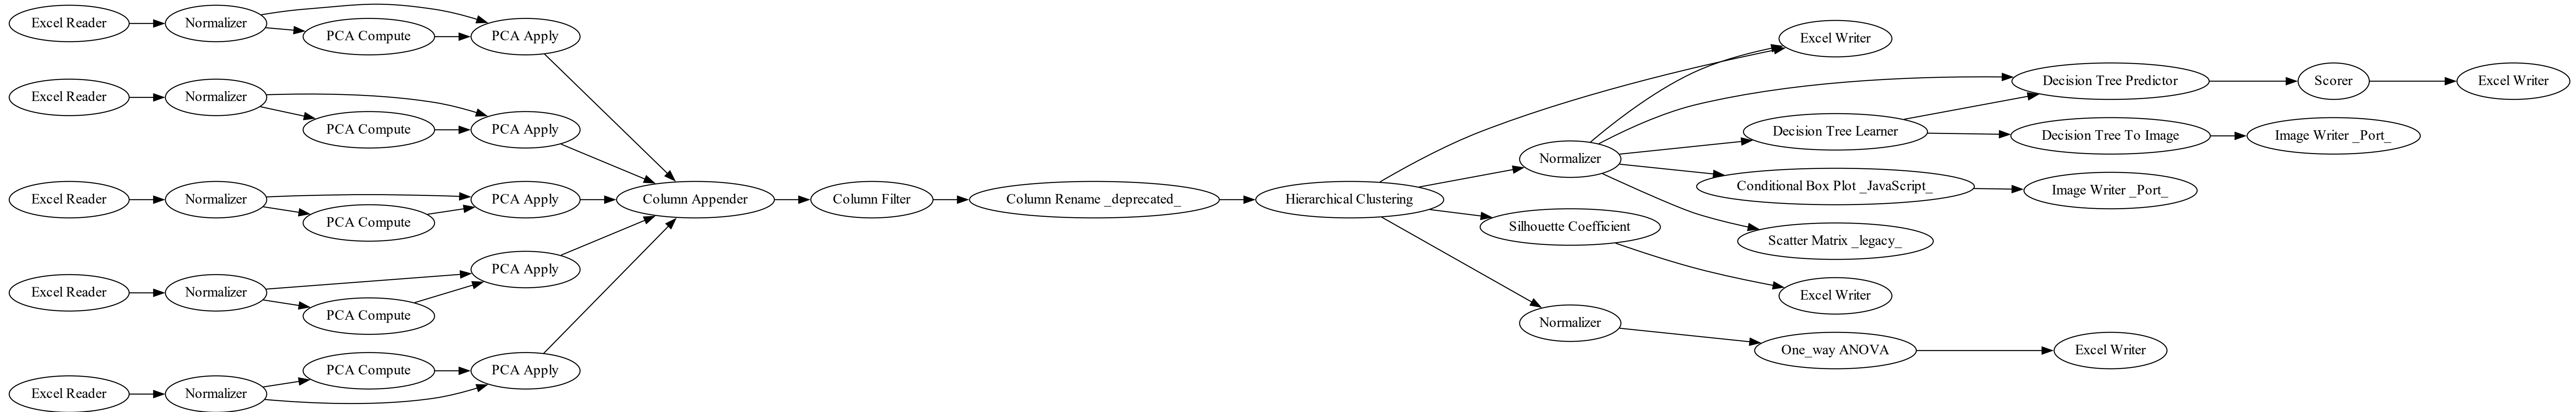 Excel Reader
Normalizer
PCA Compute
PCA Apply
Excel Reader
Normalizer
PCA Compute
PCA Apply
Excel Reader
Normalizer
PCA Compute
PCA Apply
Excel Reader
Normalizer
PCA Compute
PCA Apply
Excel Reader
Normalizer
PCA Compute
PCA Apply
Column Appender
Column Filter
Column Rename _deprecated_
Hierarchical Clustering
Excel Writer
Normalizer
Decision Tree Predictor
Scorer
Excel Writer
Decision Tree Learner
Decision Tree To Image
Image Writer _Port_
Conditional Box Plot _JavaScript_
Image Writer _Port_
Scatter Matrix _legacy_
Silhouette Coefficient
Excel Writer
Normalizer
One_way ANOVA
Excel Writer